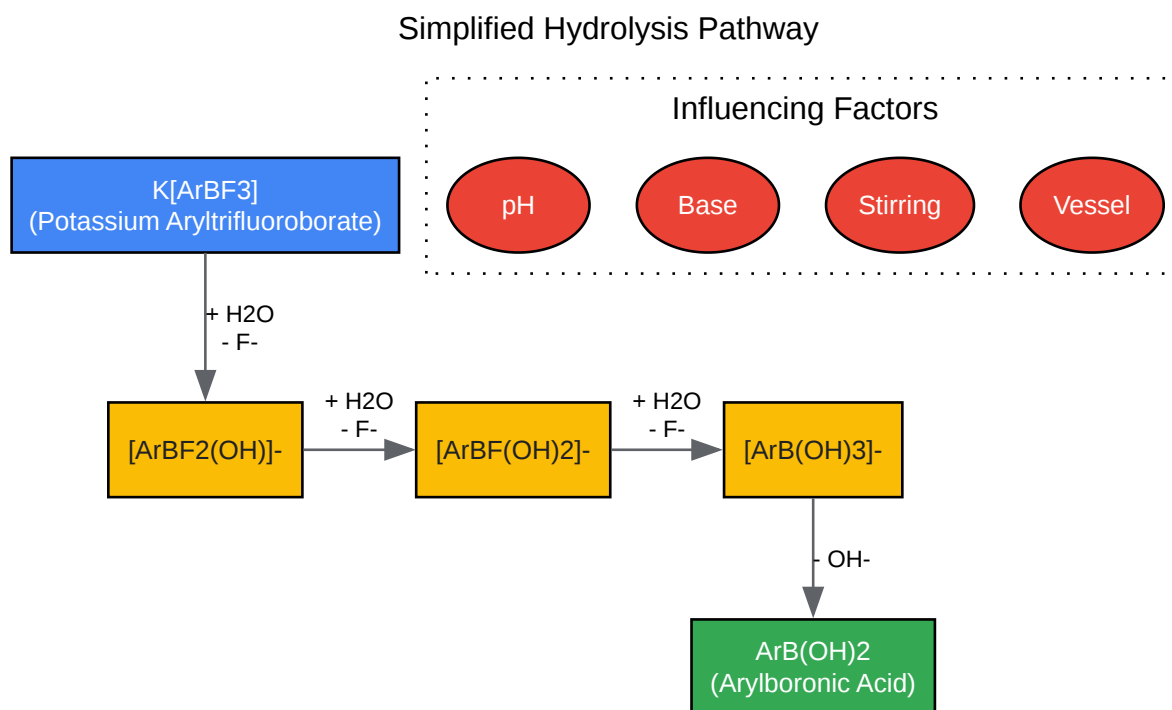 Simplified Hydrolysis Pathway
Influencing Factors
K[ArBF3]
(Potassium Aryltrifluoroborate)
pH
Base
Stirring
Vessel
+ H2O
- F-
[ArBF2(OH)]-
+ H2O
- F-
[ArBF(OH)2]-
+ H2O
- F-
[ArB(OH)3]-
- OH-
ArB(OH)2
(Arylboronic Acid)